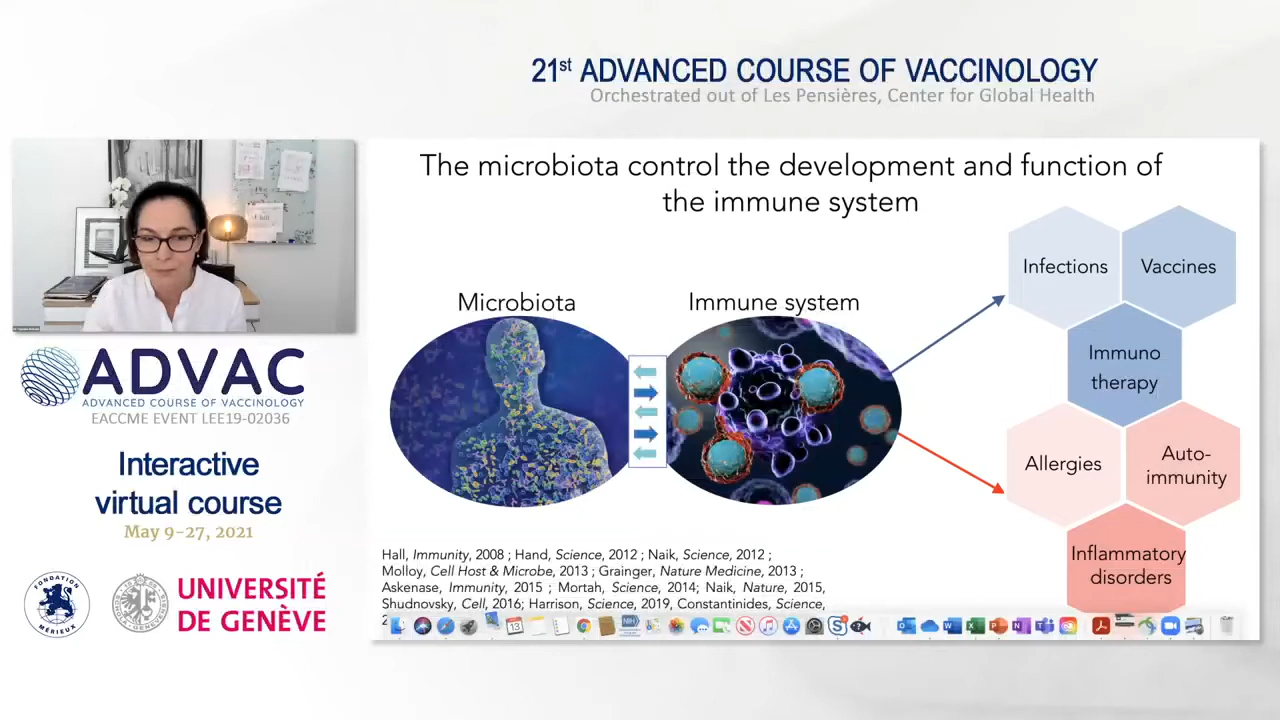 21st ADVANCED COURSE OF VACCINOLOGY
Orchestrated out of Les Pensières, Center for Global Health
The microbiota control the development and function of
the immune system
Microbiota
Immune system
Infections
Vaccines
Immuno
therapy
Allergies
Auto-
immunity
Inflammatory
disorders
Hall, Immunity, 2008 ; Hand, Science, 2012 ; Naik, Science, 2012 ;
Molloy, Cell Host & Microbe, 2013 ; Grainger, Nature Medicine, 2013 ;
Askenase, Immunity, 2015 ; Mortah, Science, 2014; Naik, Nature, 2015,
Shudnovsky, Cell, 2016; Harrison, Science, 2019, Constantinides, Science,
ADVAC
ADVANCED COURSE OF VACCINOLOGY
EACCME EVENT LEE19-02036
Interactive
virtual course
May 9-27, 2021
FONDATION
MÉRIEUX
UNIVERSITÉ
DE GENÈVE
13
NIH